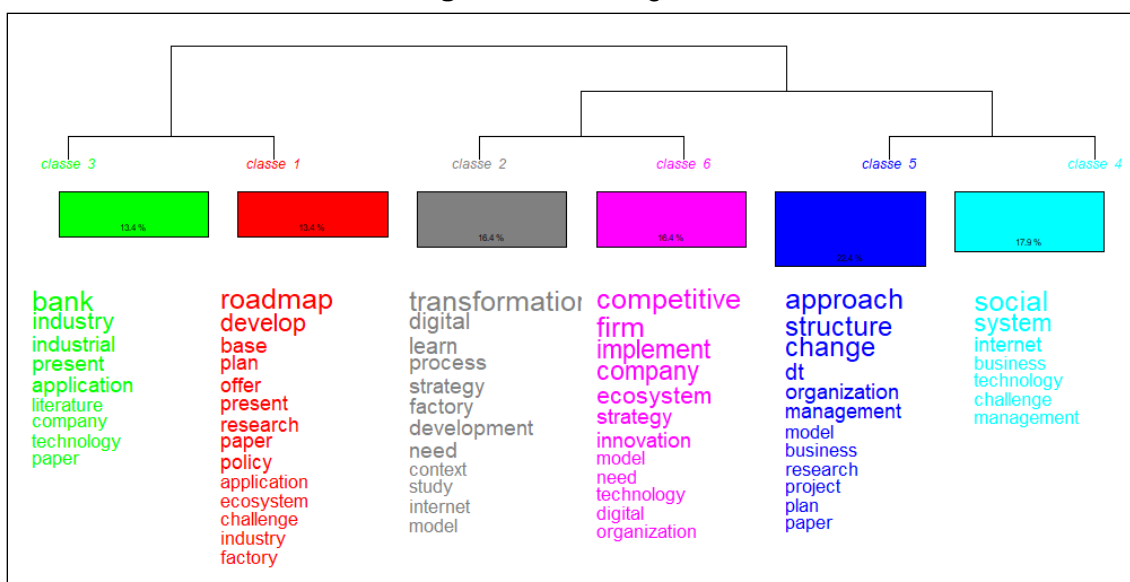 classe 3
classe 1
classe 2
classe 6
classe 5
classe 4
13.4 %
13.4 %
16.4 %
16.4 %
22.4 %
17.9 %
bank
industry
industrial
present
application
literature
company
technology
paper
roadmap
develop
base
plan
offer
present
research
paper
policy
application
ecosystem
challenge
industry
factory
transformation
digital
learn
process
strategy
factory
development
need
context
study
internet
model
competitive
firm
implement
company
ecosystem
strategy
innovation
model
need
technology
digital
organization
approach
structure
change
dt
organization
management
model
business
research
project
plan
paper
social
system
internet
business
technology
challenge
management